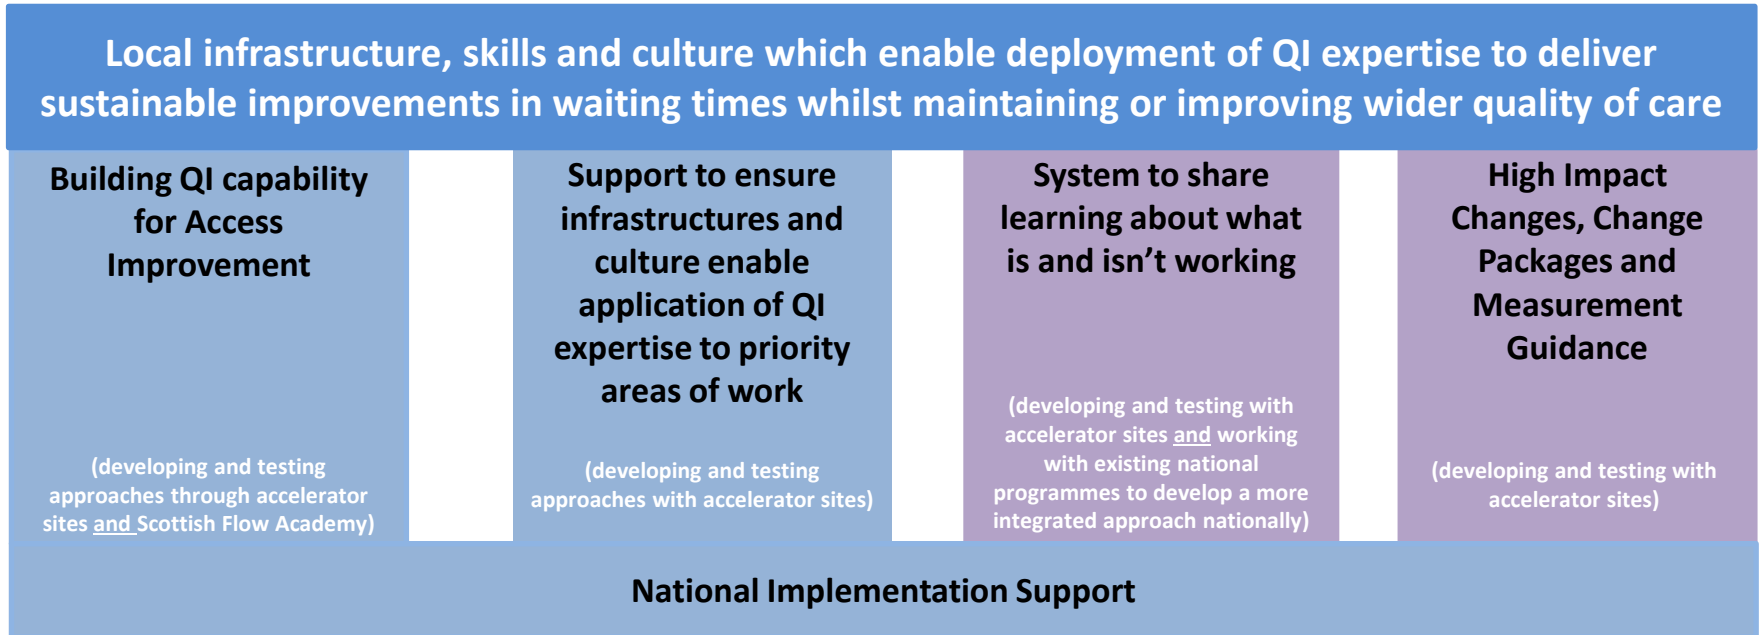 Local infrastructure, skills and culture which enable deployment of QI expertise to deliver
sustainable improvements in waiting times whilst maintaining or improving wider quality of care
Building QI capability
for Access
Improvement
(developing and testing
approaches through accelerator
sites and Scottish Flow Academy)
Support to ensure
infrastructures and
culture enable
application of QI
expertise to priority
areas of work
(developing and testing
approaches with accelerator sites)
System to share
learning about what
is and isn’t working
(developing and testing with
accelerator sites and working
with existing national
programmes to develop a more
integrated approach nationally)
High Impact
Changes, Change
Packages and
Measurement
Guidance
(developing and testing with
accelerator sites)
National Implementation Support